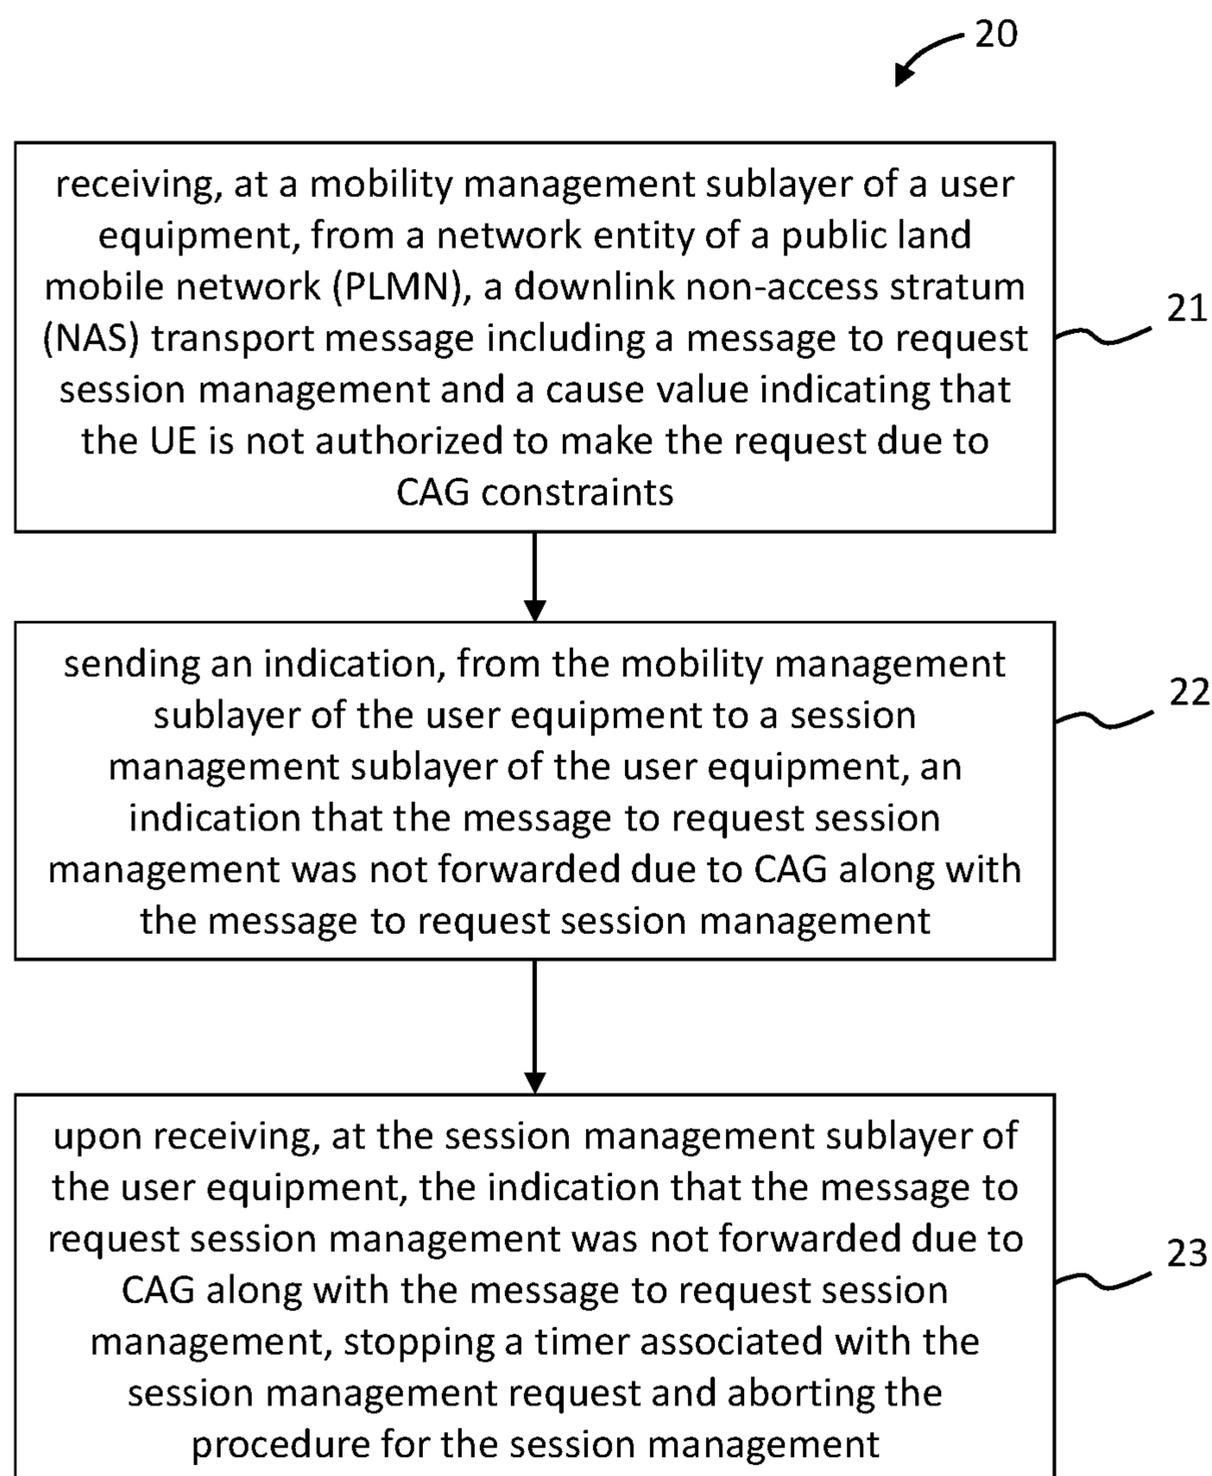 20
receiving, at a mobility management sublayer of a user
equipment, from a network entity of a public land
mobile network (PLMN), a downlink non-access stratum
(NAS) transport message including a message to request
session management and a cause value indicating that
the UE is not authorized to make the request due to
CAG constraints
21
sending an indication, from the mobility management
sublayer of the user equipment to a session
management sublayer of the user equipment, an
indication that the message to request session
management was not forwarded due to CAG along with
the message to request session management
22
upon receiving, at the session management sublayer of
the user equipment, the indication that the message to
request session management was not forwarded due to
CAG along with the message to request session
management, stopping a timer associated with the
session management request and aborting the
procedure for the session management
23